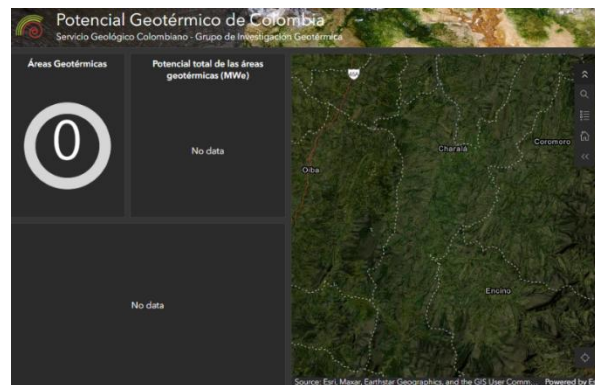 Potencial Geotérmico de Colombia
Servicio Geológico Colombiano - Grupo de Investigación Geotérmica
Áreas Geotérmicas
0
Potencial total de las áreas
geotérmicas (MWe)
No data
No data
45A
Charalá
Coromoro
Oiba
Encino
Source: Esri, Maxar, Earthstar Geographics, and the GIS User Comm...
Powered by Es